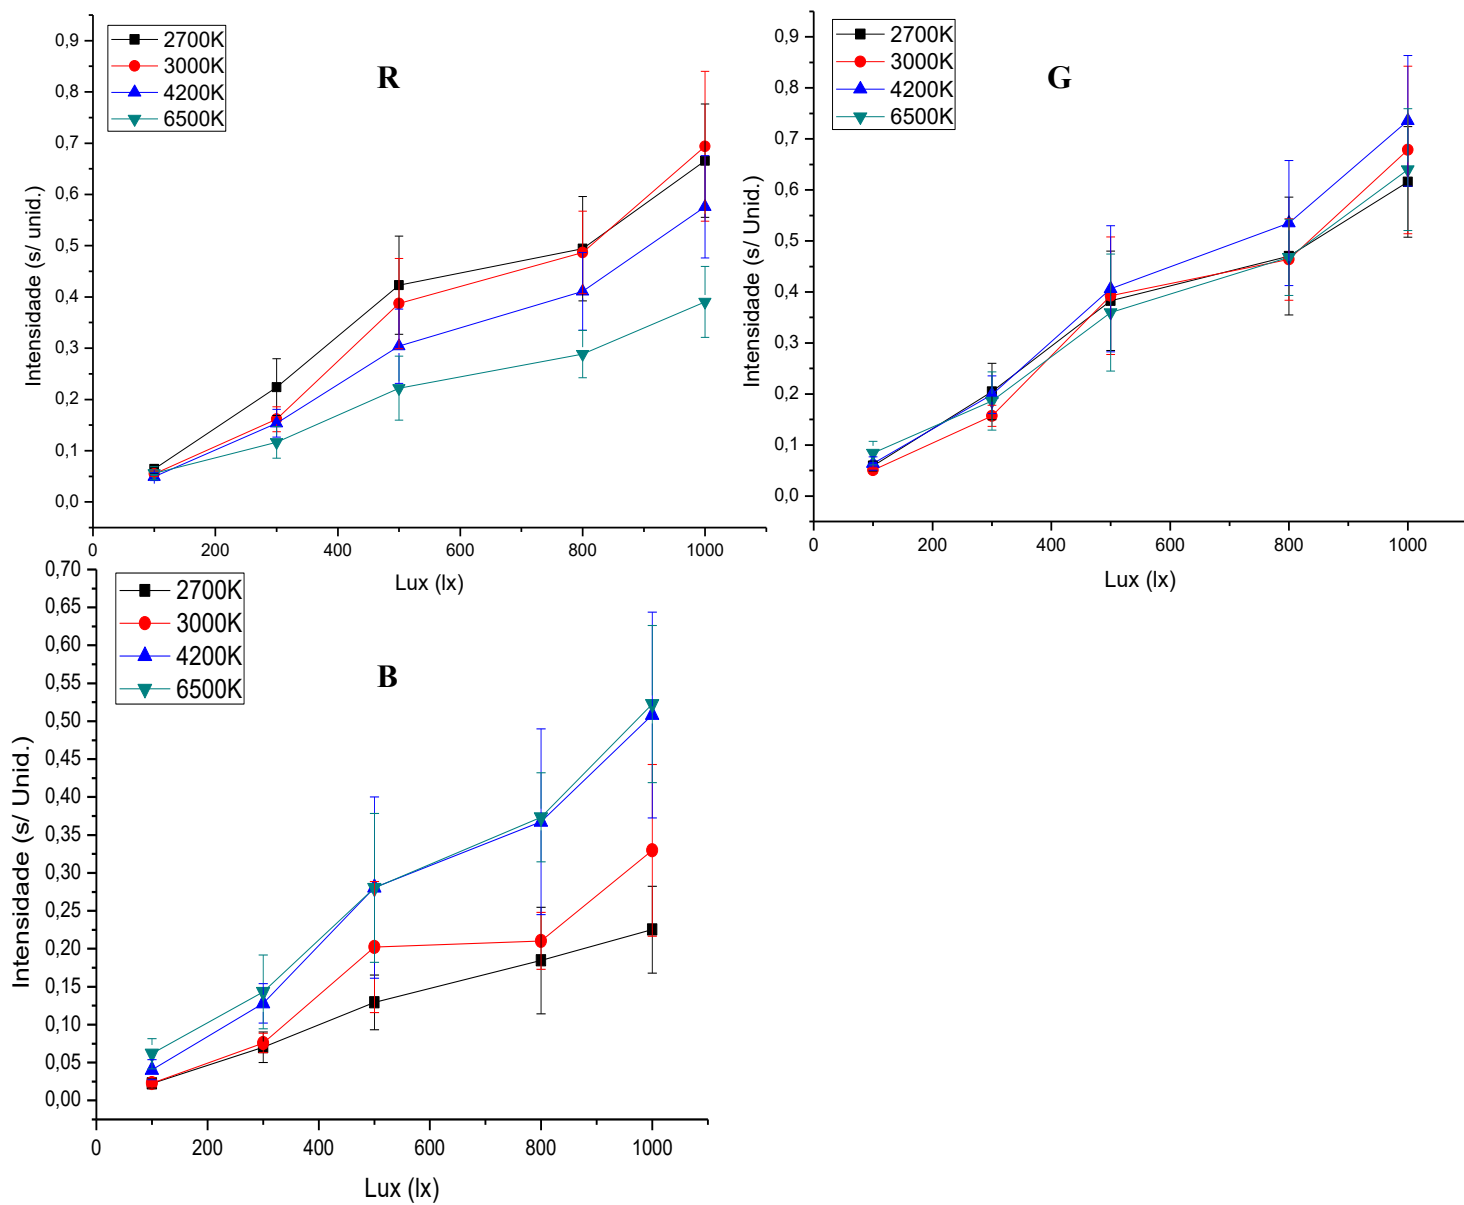 R
2700K
3000K
4200K
6500K
0,9
0,8
0,7
0,6
0,5
0,4
0,3
0,2
0,1
0,0
Intensidade (s/ unid.)
0 200 400 600 800 1000
Lux (lx)
G
2700K
3000K
4200K
6500K
0,9
0,8
0,7
0,6
0,5
0,4
0,3
0,2
0,1
0,0
Intensidade (s/ Unid.)
0 200 400 600 800 1000
Lux (lx)
B
2700K
3000K
4200K
6500K
0,70
0,65
0,60
0,55
0,50
0,45
0,40
0,35
0,30
0,25
0,20
0,15
0,10
0,05
0,00
Intensidade (s/ Unid.)
0 200 400 600 800 1000
Lux (lx)